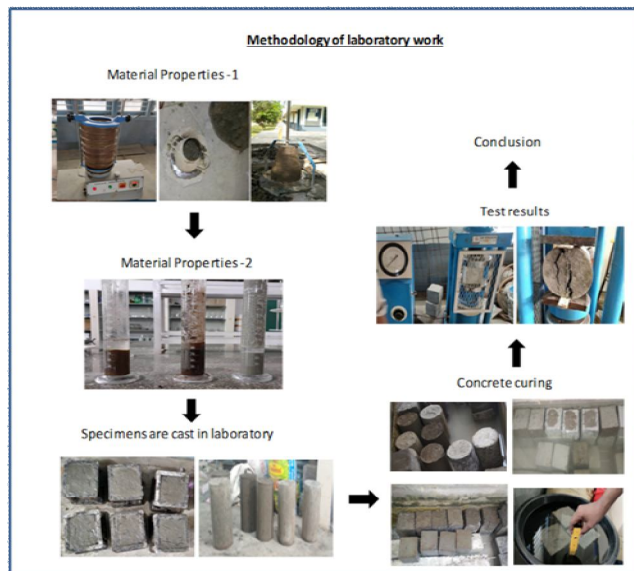 Methodology of laboratory work
Material Properties -1
Material Properties -2
Specimens are cast in laboratory
Concrete curing
Test results
Conclusion